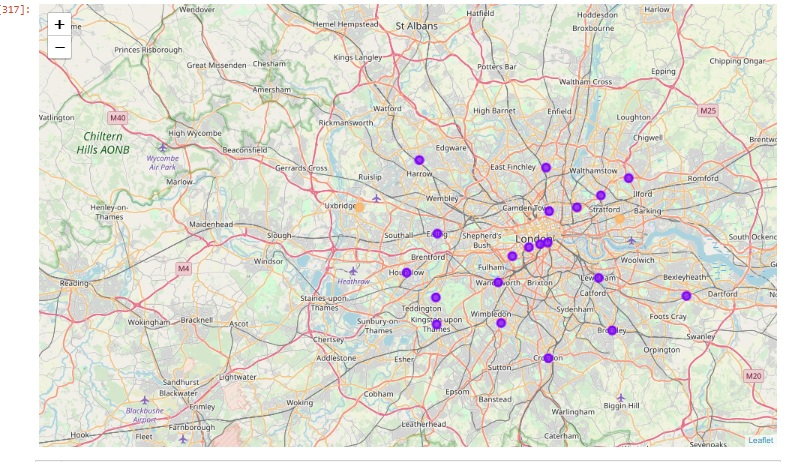 [317]:
+
−
Wendover
Hatfield
Hoddesdon
Harlow
Hemel Hempstead
St Albans
Broxbourne
Princes Risborough
Kings Langley
Chipping Ongar
Great Missenden
Chesham
Potters Bar
Epping
Waltham Cross
Amersham
Watlington
M40
Watford
High Barnet
Enfield
Loughton
M25
Chiltern
Hills AONB
High Wycombe
Rickmansworth
Chigwell
Beaconsfield
Edgware
Wycombe
Air Park
Gerrards Cross
Harrow
East Finchley
Walthamstow
Marlow
Ruislip
Romford
Ilford
Henley-on-
Thames
Uxbridge
Wembley
Camden Town
Stratford
Barking
Maidenhead
Slough
Southall
Shepherd's
Bush
London
South Ockendon
Windsor
Brentford
Fulham
Woolwich
M4
Heathrow
Hounslow
Wandsworth
Brixton
Lewisham
Bexleyheath
Reading
Catford
Dartford
Staines-upon
Thames
Teddington
Sydenham
Foots Cray
Wokingham
Bracknell
Ascot
Sunbury-on-
Thames
Kingston upon
Thames
Wimbledon
Bromley
Swanley
Chertsey
Orpington
Addlestone
Esher
Croydon
Sutton
Sandhurst
Lightwater
M20
Blackwater
Cobham
Epsom
Woking
Banstead
Blackbushe
Airport
Frimley
Biggin Hill
Warlingham
Leatherhead
Farnborough
Hook
Fleet
Caterham
Sevenoaks
Leaflet